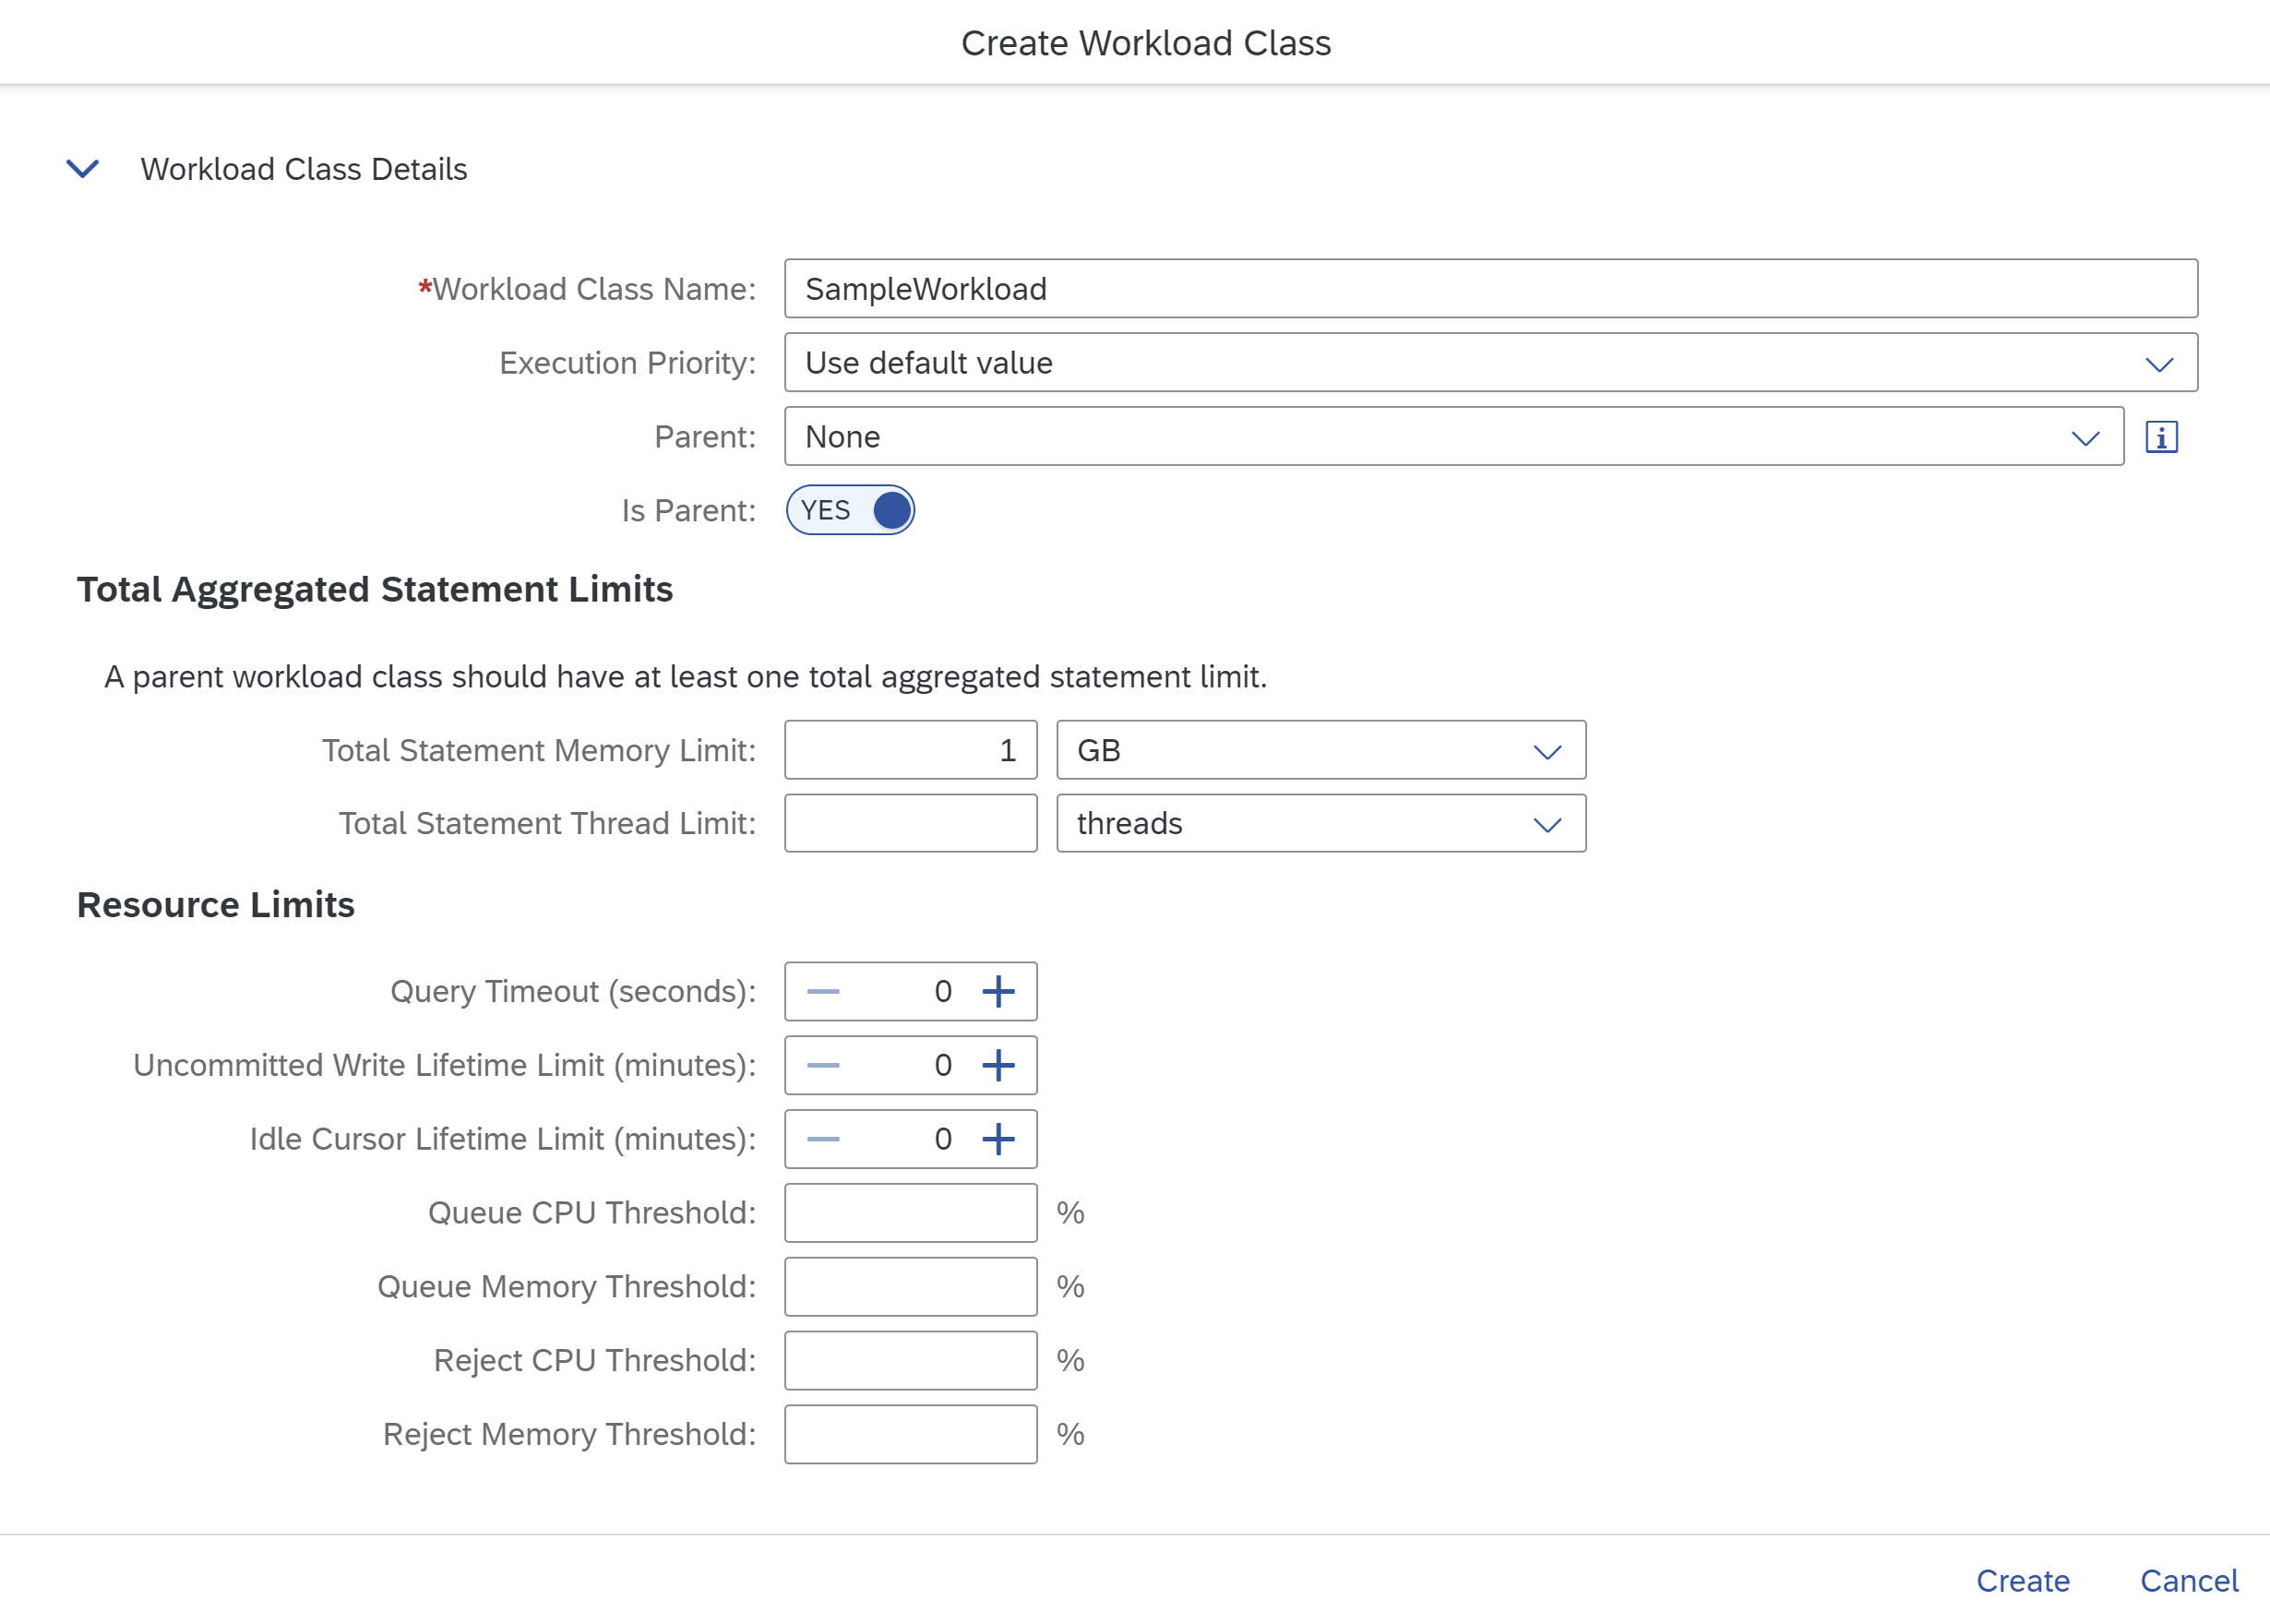 Create Workload Class
Workload Class Details
*Workload Class Name: SampleWorkload
Execution Priority: Use default value
Parent: None
Is Parent: YES
Total Aggregated Statement Limits
A parent workload class should have at least one total aggregated statement limit.
Total Statement Memory Limit: 1 GB
Total Statement Thread Limit: threads
Resource Limits
Query Timeout (seconds): 0
Uncommitted Write Lifetime Limit (minutes): 0
Idle Cursor Lifetime Limit (minutes): 0
Queue CPU Threshold: %
Queue Memory Threshold: %
Reject CPU Threshold: %
Reject Memory Threshold: %
Create Cancel